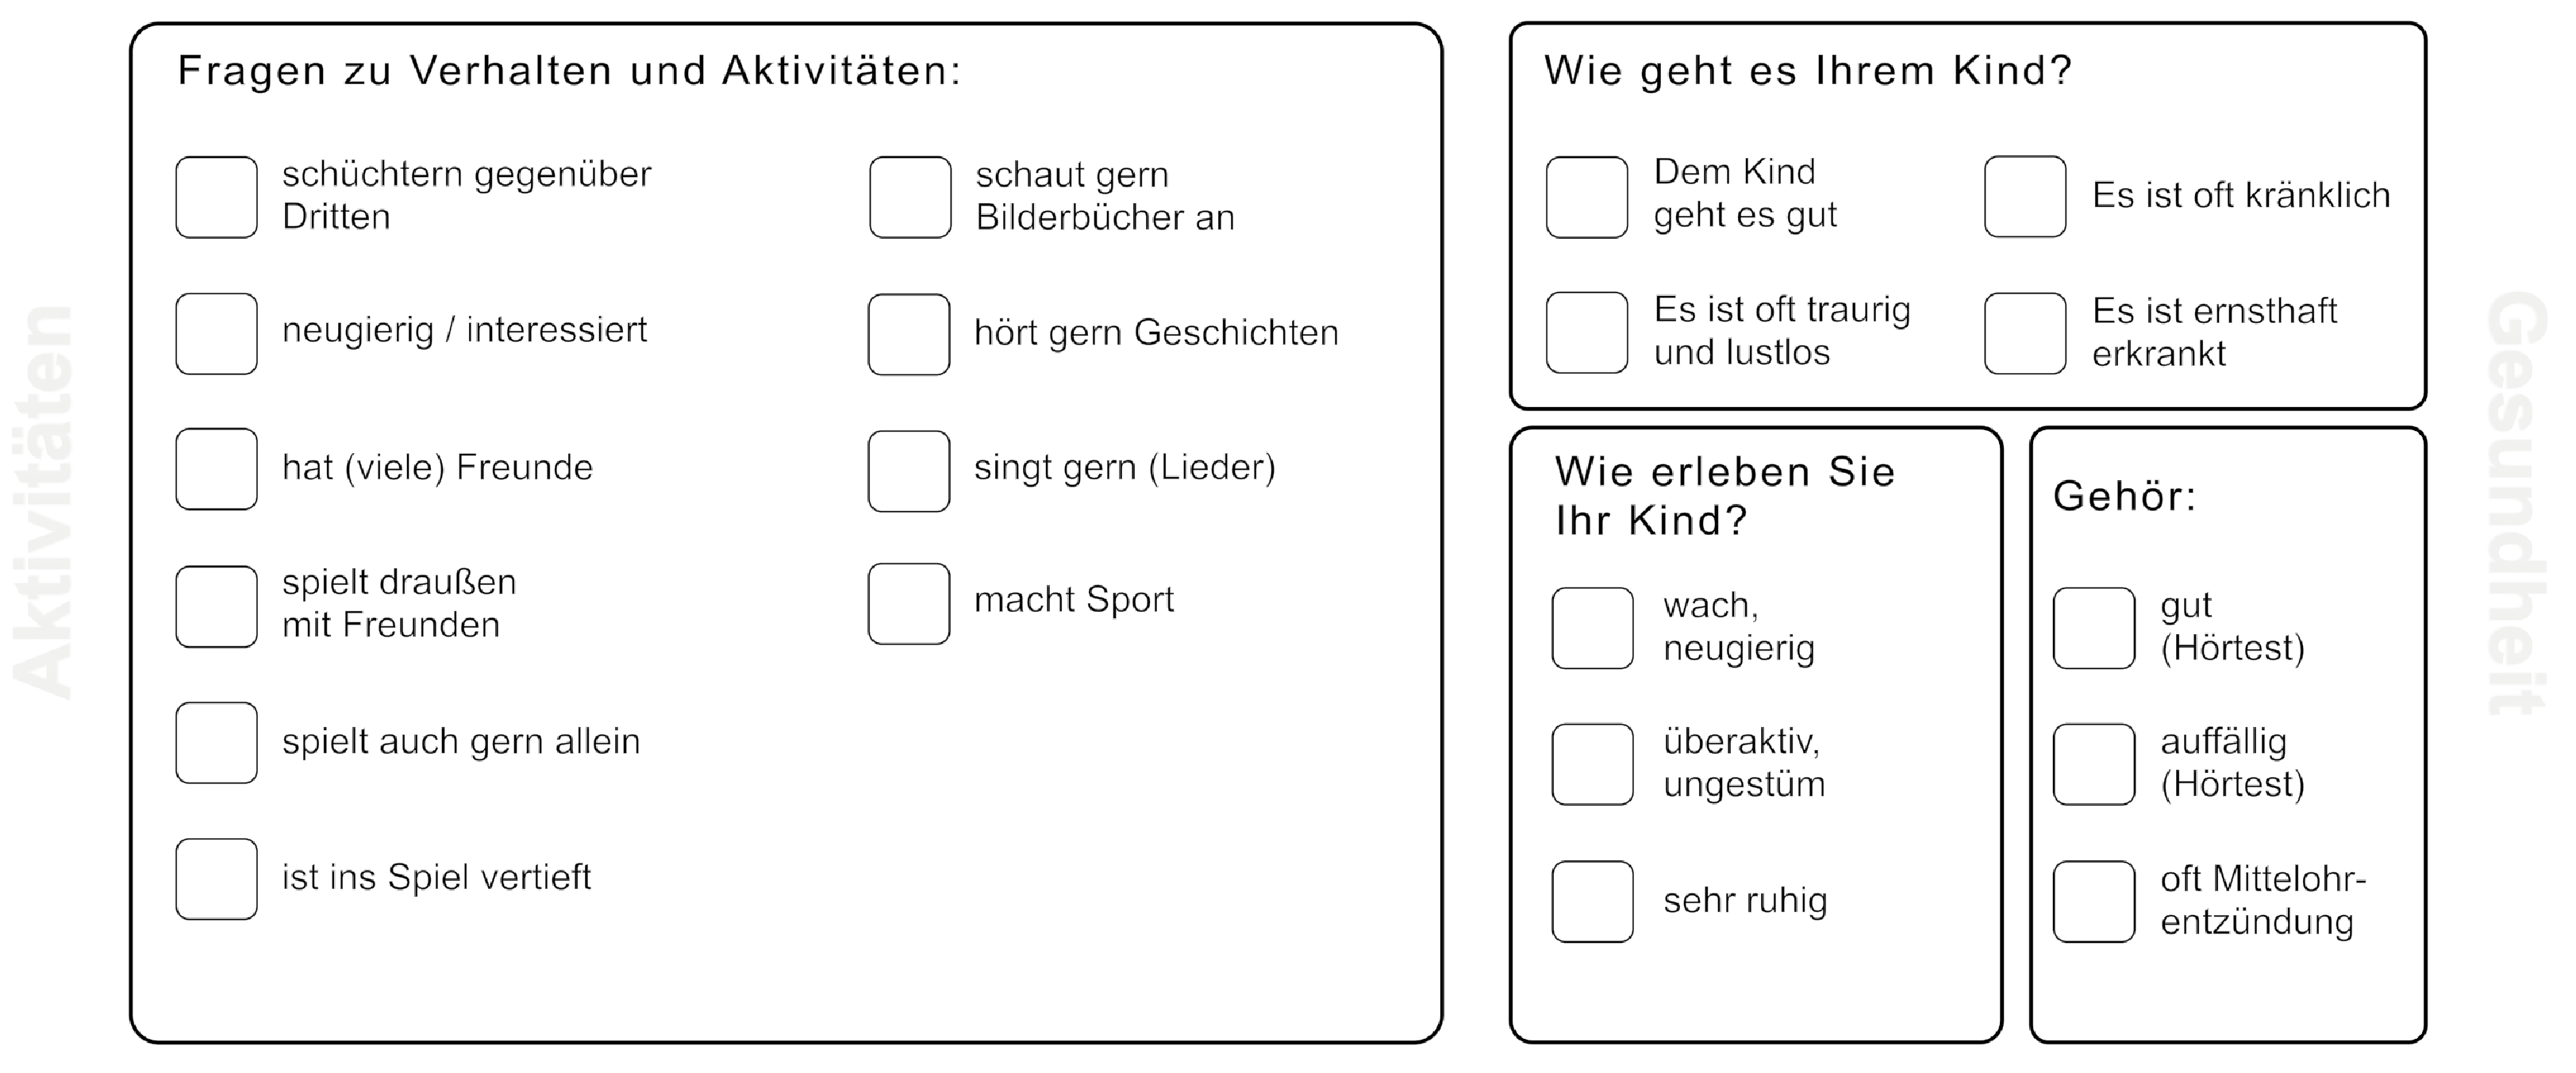 Aktivitäten
Fragen zu Verhalten und Aktivitäten:
schüchtern gegenüber
Dritten
neugierig / interessiert
hat (viele) Freunde
spielt draußen
mit Freunden
spielt auch gern allein
ist ins Spiel vertieft
schaut gern
Bilderbücher an
hört gern Geschichten
singt gern (Lieder)
macht Sport
Wie geht es Ihrem Kind?
Dem Kind
geht es gut
Es ist oft traurig
und lustlos
Es ist oft kränklich
Es ist ernsthaft
erkrankt
Wie erleben Sie
Ihr Kind?
wach,
neugierig
überaktiv,
ungestüm
sehr ruhig
Gehör:
gut
(Hörtest)
auffällig
(Hörtest)
oft Mittelohr-
entzündung
Gesundheit